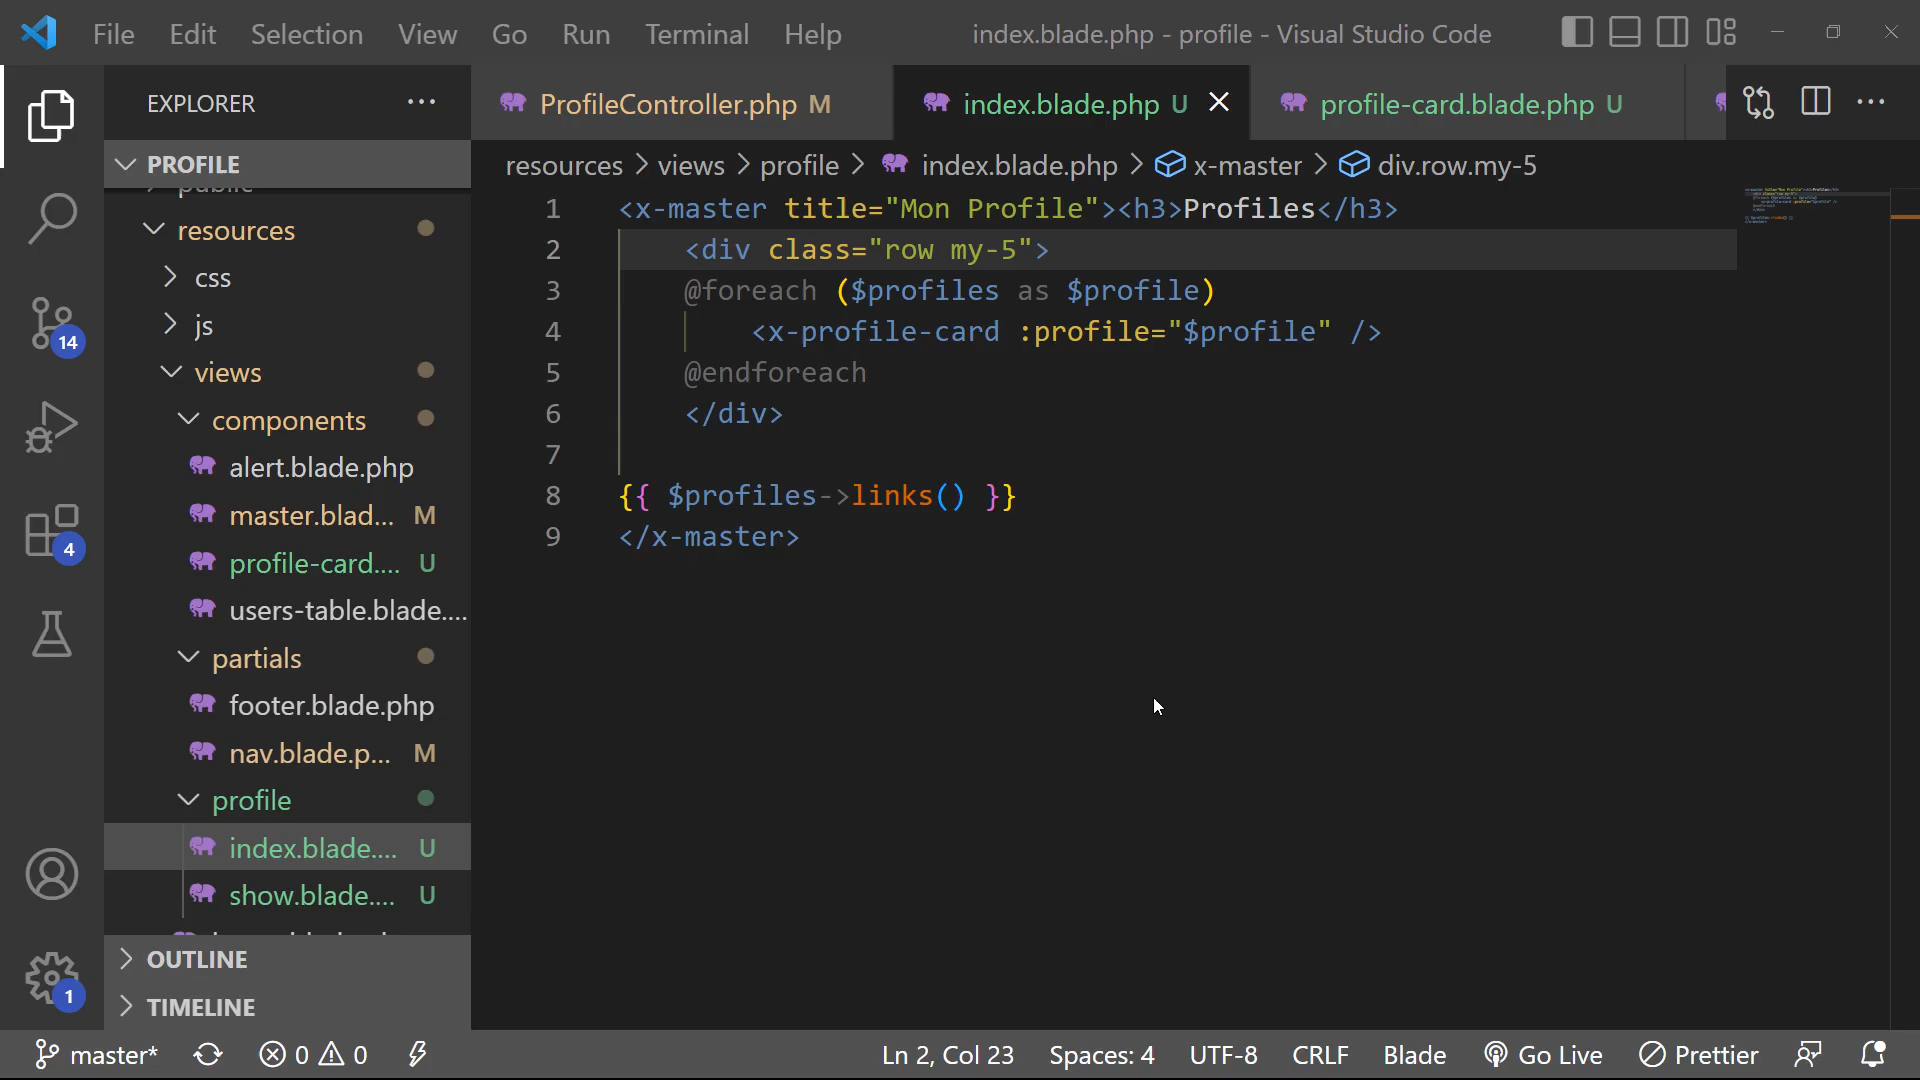 File Edit Selection View Go Run Terminal Help index.blade.php - profile - Visual Studio Code
EXPLORER
ProfileController.php M
index.blade.php U
profile-card.blade.php U
PROFILE
resources > views > profile > index.blade.php > x-master > div.row.my-5
public
resources
css
js
views
components
alert.blade.php
master.blad... M
profile-card.... U
users-table.blade....
partials
footer.blade.php
nav.blade.p... M
profile
index.blade.... U
show.blade.... U
OUTLINE
TIMELINE
14
4
1
1 <x-master title="Mon Profile"><h3>Profiles</h3>
2 <div class="row my-5">
3 @foreach ($profiles as $profile)
4 <x-profile-card :profile="$profile" />
5 @endforeach
6 </div>
7
8 {{ $profiles->links() }}
9 </x-master>
master* 0 0 Ln 2, Col 23 Spaces: 4 UTF-8 CRLF Blade Go Live Prettier